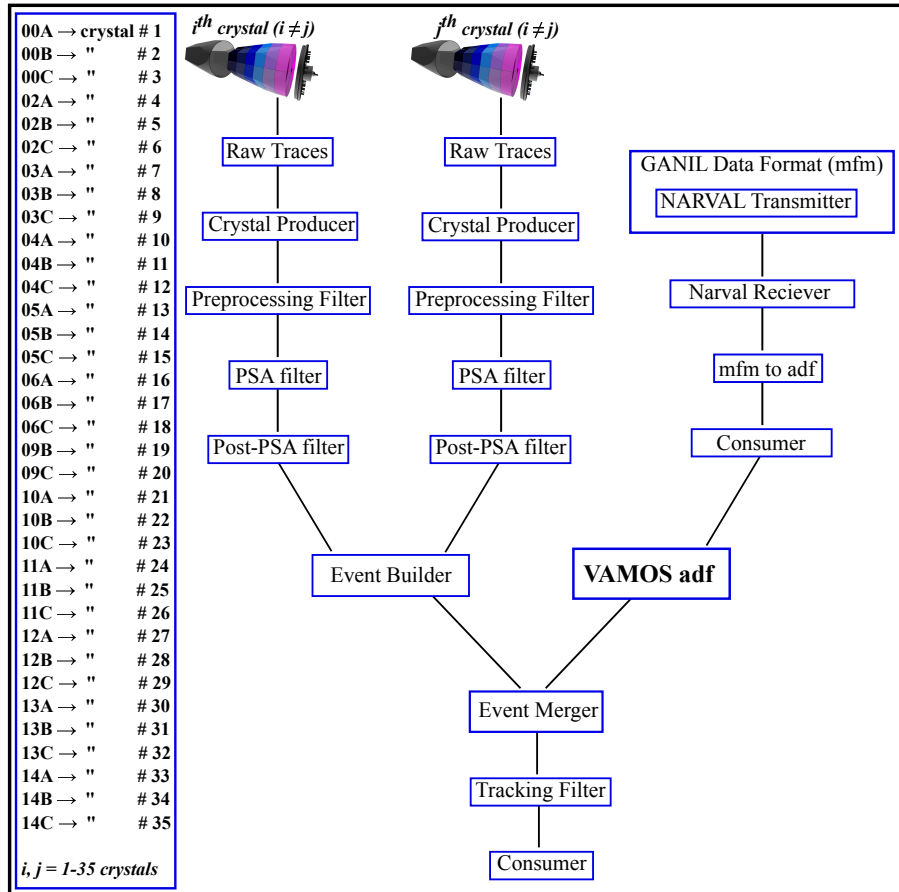 00A → crystal # 1
00B → " # 2
00C → " # 3
02A → " # 4
02B → " # 5
02C → " # 6
03A → " # 7
03B → " # 8
03C → " # 9
04A → " # 10
04B → " # 11
04C → " # 12
05A → " # 13
05B → " # 14
05C → " # 15
06A → " # 16
06B → " # 17
06C → " # 18
09B → " # 19
09C → " # 20
10A → " # 21
10B → " # 22
10C → " # 23
11A → " # 24
11B → " # 25
11C → " # 26
12A → " # 27
12B → " # 28
12C → " # 29
13A → " # 30
13B → " # 31
13C → " # 32
14A → " # 33
14B → " # 34
14C → " # 35
i, j = 1-35 crystals
i^th crystal (i ≠ j)
Raw Traces
Crystal Producer
Preprocessing Filter
PSA filter
Post-PSA filter
j^th crystal (i ≠ j)
Raw Traces
Crystal Producer
Preprocessing Filter
PSA filter
Post-PSA filter
GANIL Data Format (mfm)
NARVAL Transmitter
Narval Reciever
mfm to adf
Consumer
Event Builder
VAMOS adf
Event Merger
Tracking Filter
Consumer